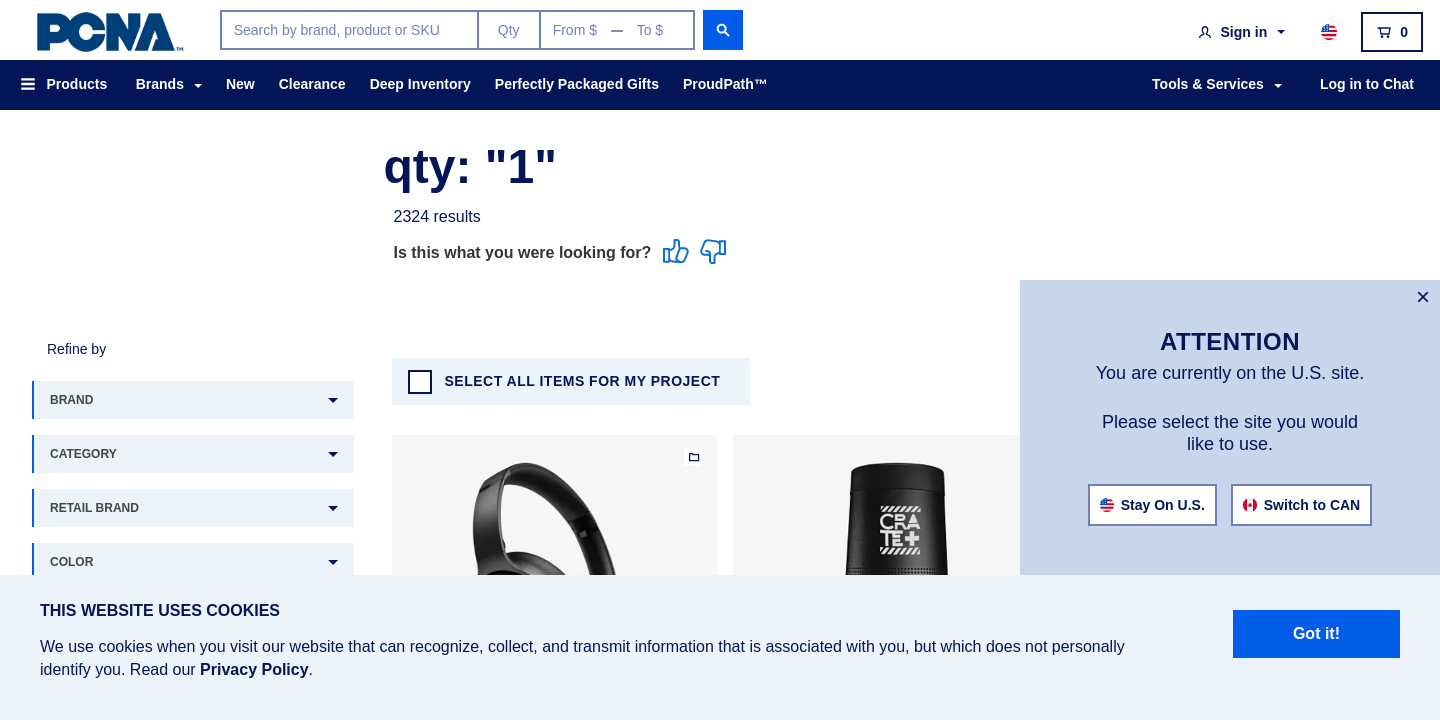 PCNA™
Search by brand, product or SKU
Qty
From $ — To $
Sign in
0
Products
Brands
New
Clearance
Deep Inventory
Perfectly Packaged Gifts
ProudPath™
Tools & Services
Log in to Chat
qty: "1"
2324 results
Is this what you were looking for?
ATTENTION
You are currently on the U.S. site.
Please select the site you would
like to use.
Stay On U.S.
Switch to CAN
Refine by
BRAND
CATEGORY
RETAIL BRAND
COLOR
SELECT ALL ITEMS FOR MY PROJECT
CRATE+
THIS WEBSITE USES COOKIES
We use cookies when you visit our website that can recognize, collect, and transmit information that is associated with you, but which does not personally
identify you. Read our Privacy Policy.
Got it!